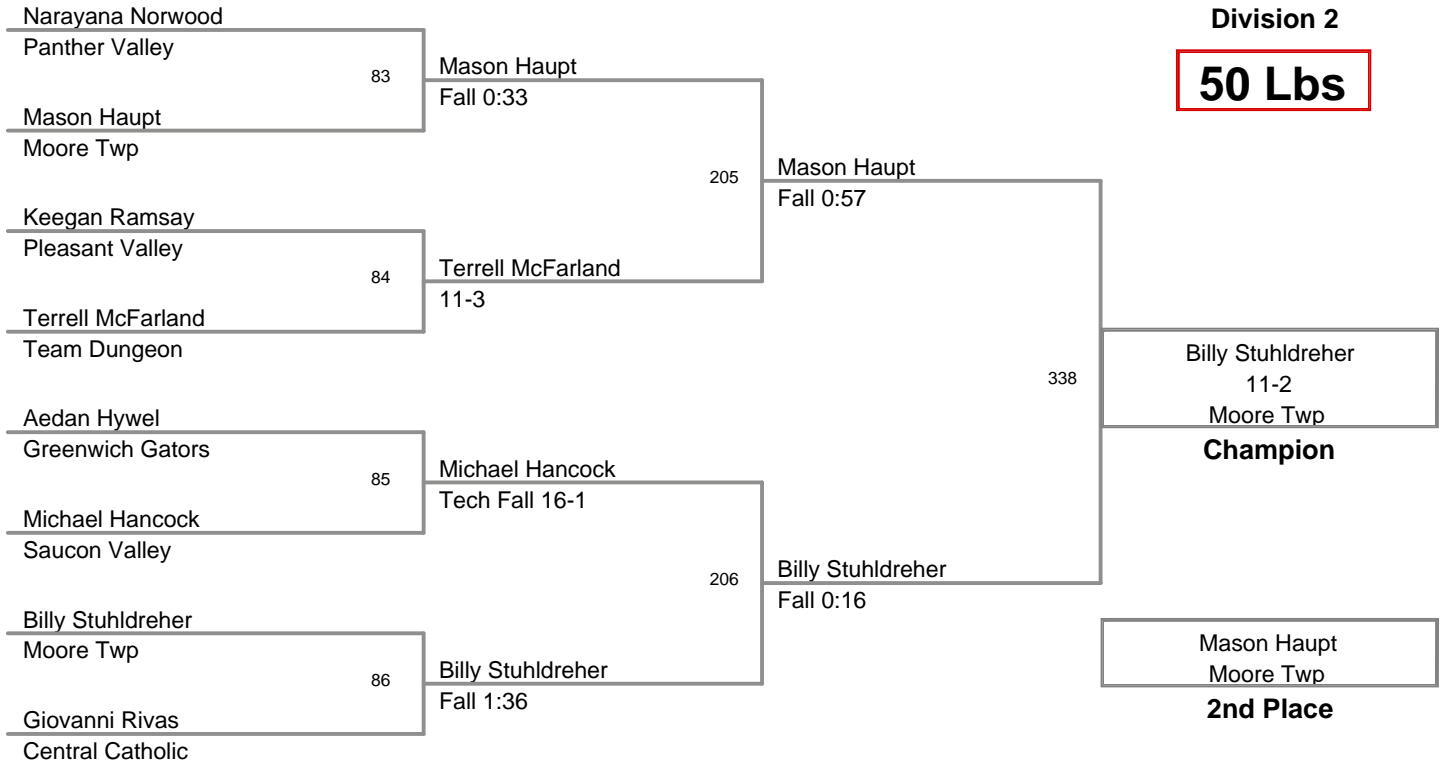 Narayana Norwood
Panther Valley
83
Mason Haupt
Moore Twp
Mason Haupt
Fall 0:33
Keegan Ramsay
Pleasant Valley
84
Terrell McFarland
Team Dungeon
Terrell McFarland
11-3
205
Mason Haupt
Fall 0:57
Aedan Hywel
Greenwich Gators
85
Michael Hancock
Saucon Valley
Michael Hancock
Tech Fall 16-1
Billy Stuhldreher
Moore Twp
86
Giovanni Rivas
Central Catholic
Billy Stuhldreher
Fall 1:36
206
Billy Stuhldreher
Fall 0:16
338
Division 2
50 Lbs
Billy Stuhldreher
11-2
Moore Twp
Champion
Mason Haupt
Moore Twp
2nd Place